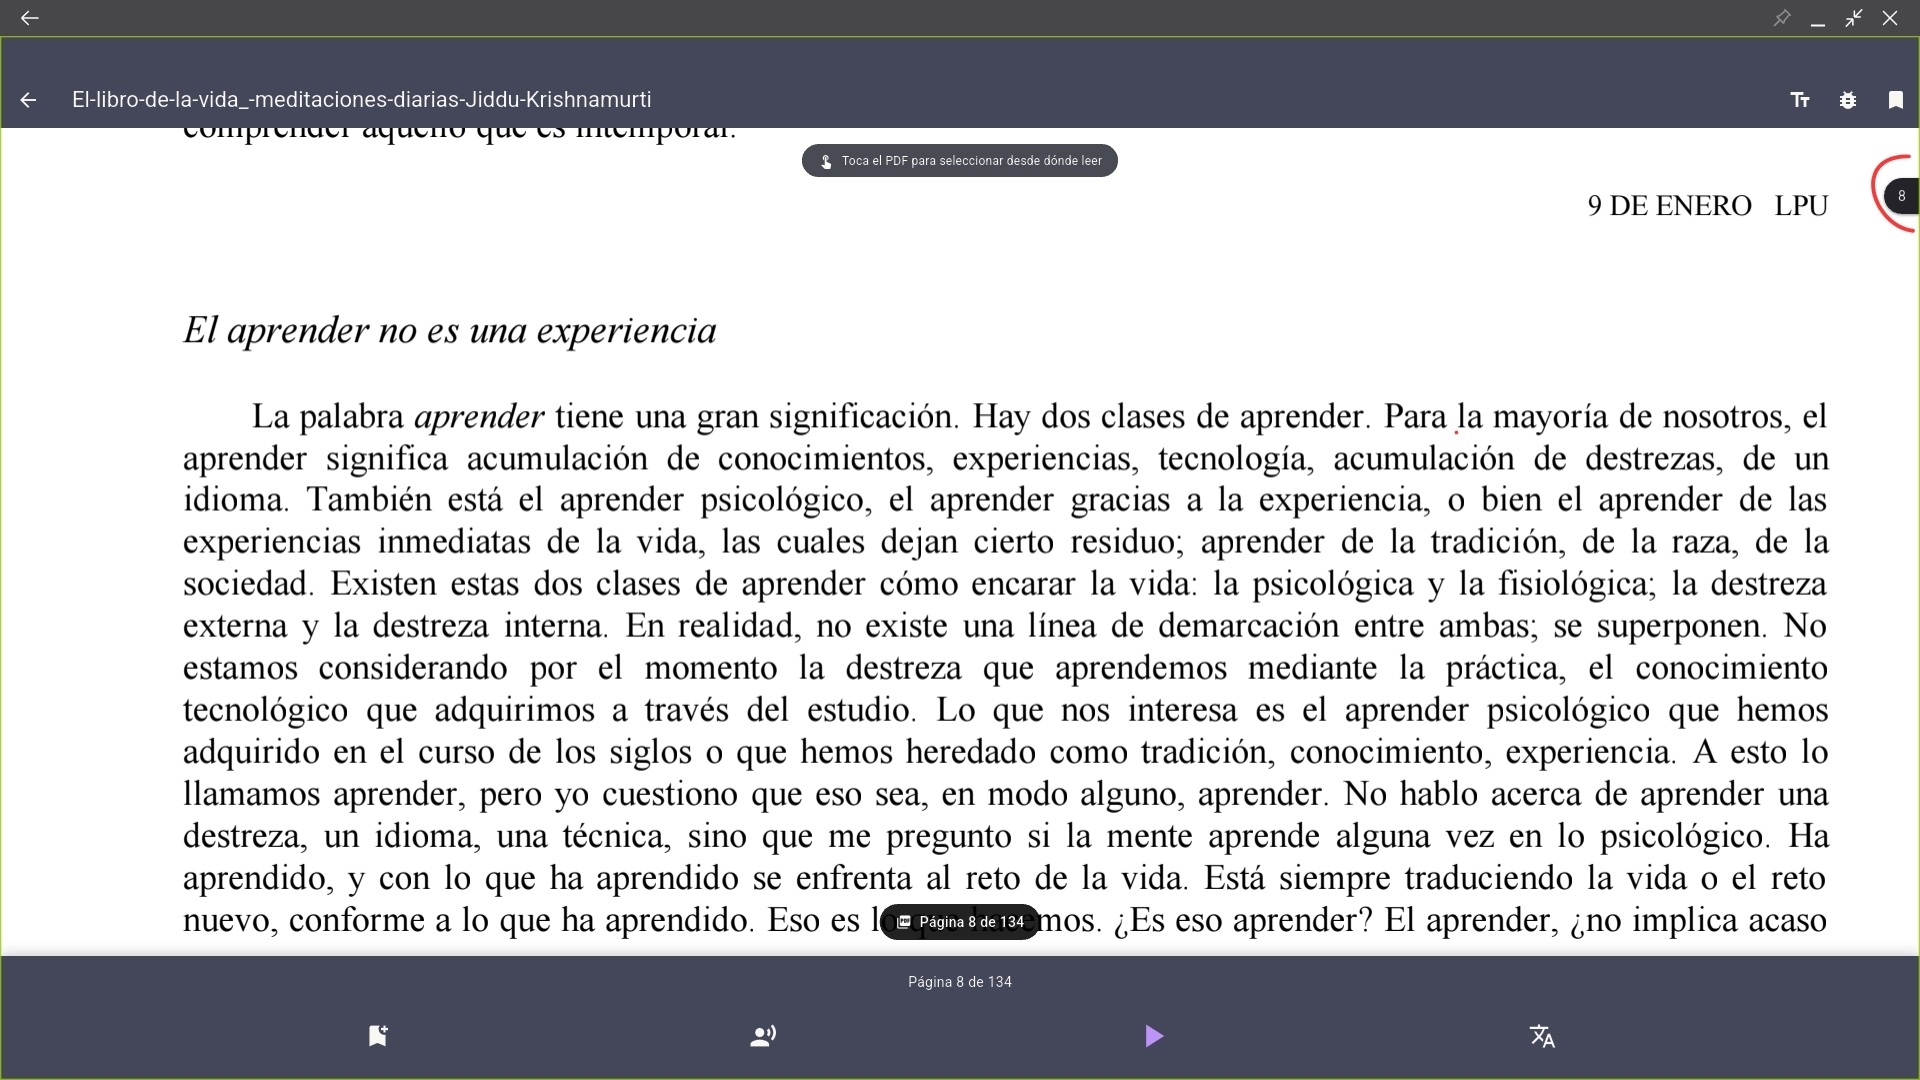 El-libro-de-la-vida_-meditaciones-diarias-Jiddu-Krishnamurti
comprender aquello que es intemporal.
Toca el PDF para seleccionar desde dónde leer
8
9 DE ENERO LPU
El aprender no es una experiencia
La palabra aprender tiene una gran significación. Hay dos clases de aprender. Para la mayoría de nosotros, el
aprender significa acumulación de conocimientos, experiencias, tecnología, acumulación de destrezas, de un
idioma. También está el aprender psicológico, el aprender gracias a la experiencia, o bien el aprender de las
experiencias inmediatas de la vida, las cuales dejan cierto residuo; aprender de la tradición, de la raza, de la
sociedad. Existen estas dos clases de aprender cómo encarar la vida: la psicológica y la fisiológica; la destreza
externa y la destreza interna. En realidad, no existe una línea de demarcación entre ambas; se superponen. No
estamos considerando por el momento la destreza que aprendemos mediante la práctica, el conocimiento
tecnológico que adquirimos a través del estudio. Lo que nos interesa es el aprender psicológico que hemos
adquirido en el curso de los siglos o que hemos heredado como tradición, conocimiento, experiencia. A esto lo
llamamos aprender, pero yo cuestiono que eso sea, en modo alguno, aprender. No hablo acerca de aprender una
destreza, un idioma, una técnica, sino que me pregunto si la mente aprende alguna vez en lo psicológico. Ha
aprendido, y con lo que ha aprendido se enfrenta al reto de la vida. Está siempre traduciendo la vida o el reto
nuevo, conforme a lo que ha aprendido. Eso es lo que hacemos. ¿Es eso aprender? El aprender, ¿no implica acaso
Página 8 de 134
Página 8 de 134